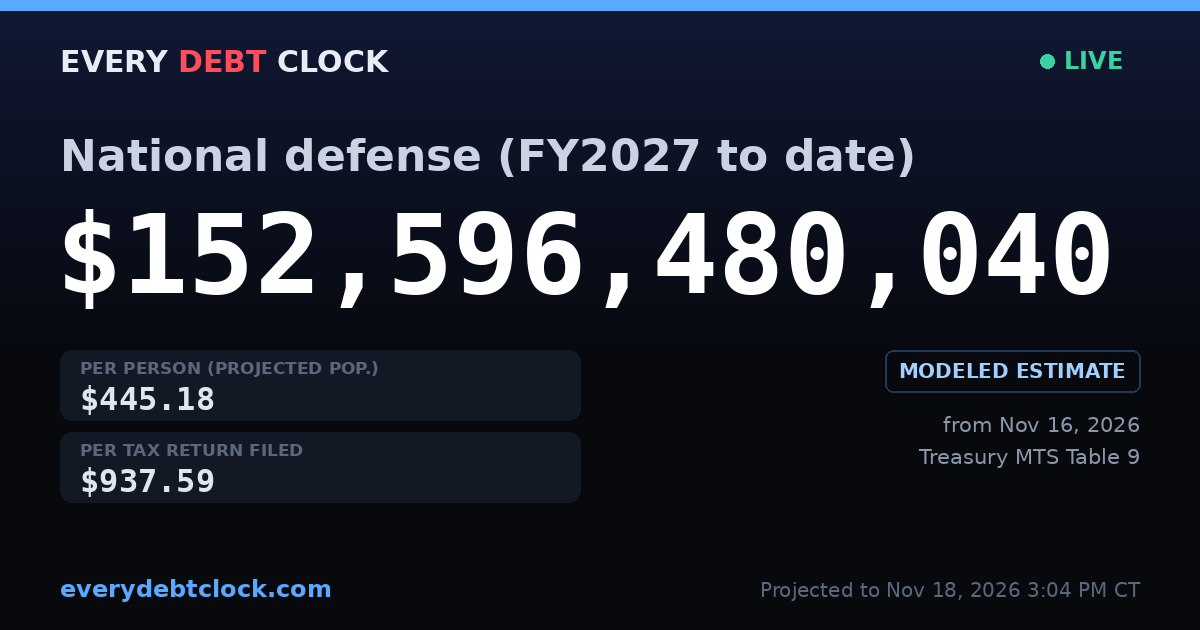 EVERY DEBT CLOCK
LIVE
National defense (FY2027 to date)
$152,596,480,040
PER PERSON (PROJECTED POP.)
$445.18
PER TAX RETURN FILED
$937.59
MODELED ESTIMATE
from Nov 16, 2026
Treasury MTS Table 9
everydebtclock.com
Projected to Nov 18, 2026 3:04 PM CT